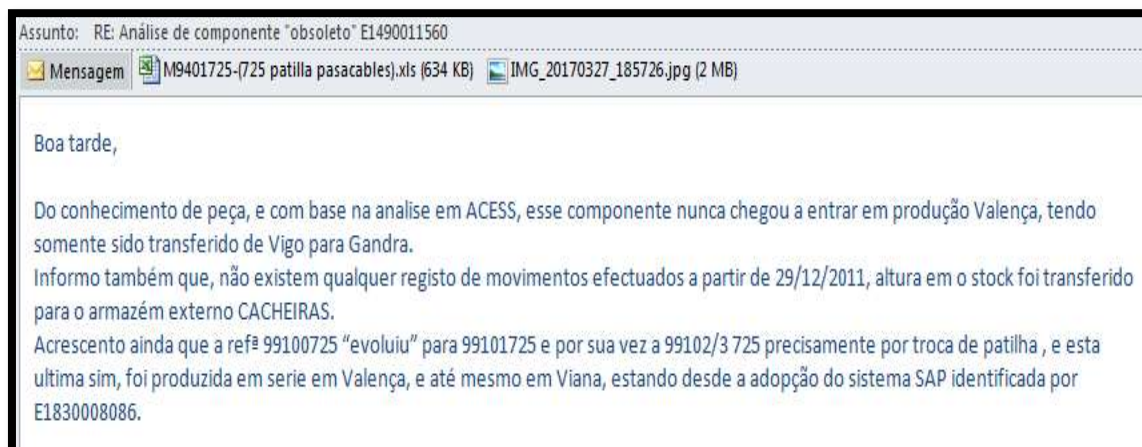 Assunto: RE: Análise de componente "obsoleto" E1490011560
Mensagem M9401725-(725 patilla pasacables).xls (634 KB) IMG_20170327_185726.jpg (2 MB)
Boa tarde,
Do conhecimento de peça, e com base na analise em ACESS, esse componente nunca chegou a entrar em produção Valença, tendo
somente sido transferido de Vigo para Gandra.
Informo também que, não existem qualquer registo de movimentos efectuados a partir de 29/12/2011, altura em o stock foi transferido
para o armazém externo CACHEIRAS.
Acrescento ainda que a refª 99100725 “evoluiu” para 99101725 e por sua vez a 99102/3 725 precisamente por troca de patilha , e esta
ultima sim, foi produzida em serie em Valença, e até mesmo em Viana, estando desde a adopção do sistema SAP identificada por
E1830008086.